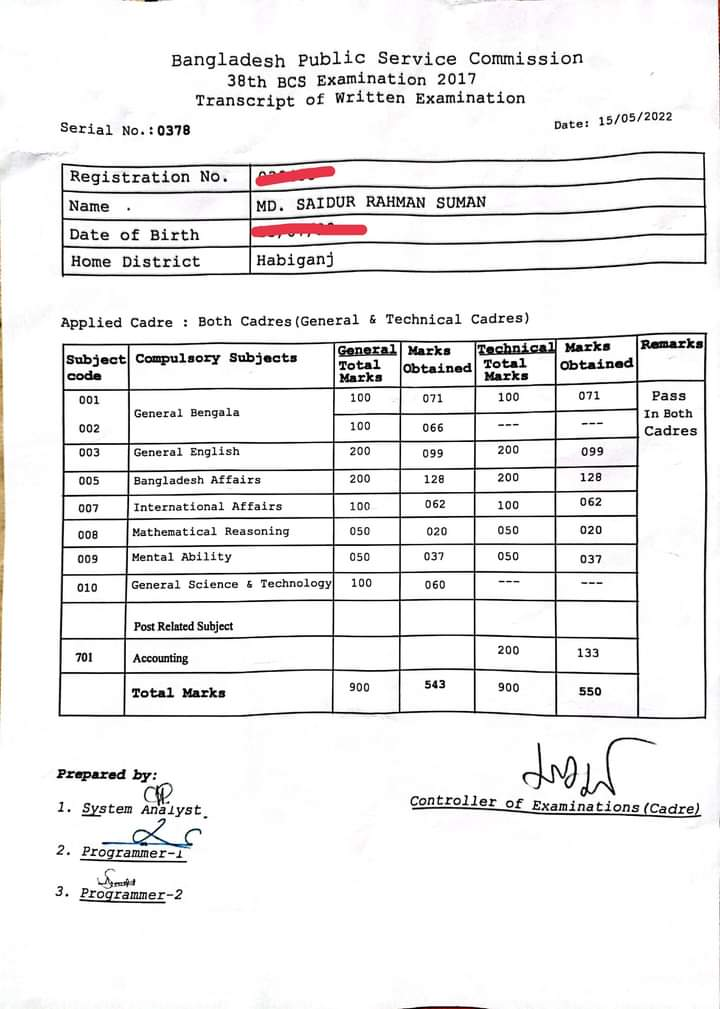 Bangladesh Public Service Commission
38th BCS Examination 2017
Transcript of Written Examination
Serial No.:0378
Date: 15/05/2022
Registration No.
Name . MD. SAIDUR RAHMAN SUMAN
Date of Birth
Home District Habiganj
Applied Cadre : Both Cadres(General & Technical Cadres)
Subject code Compulsory Subjects General Total Marks Marks Obtained Technical Total Marks Marks Obtained Remarks
001 General Bengala 100 071 100 071 Pass In Both Cadres
002 100 066 --- ---
003 General English 200 099 200 099
005 Bangladesh Affairs 200 128 200 128
007 International Affairs 100 062 100 062
008 Mathematical Reasoning 050 020 050 020
009 Mental Ability 050 037 050 037
010 General Science & Technology 100 060 --- ---
Post Related Subject
701 Accounting 200 133
Total Marks 900 543 900 550
Prepared by:
1. System Analyst.
2. Programmer-1
3. Programmer-2
Controller of Examinations(Cadre)